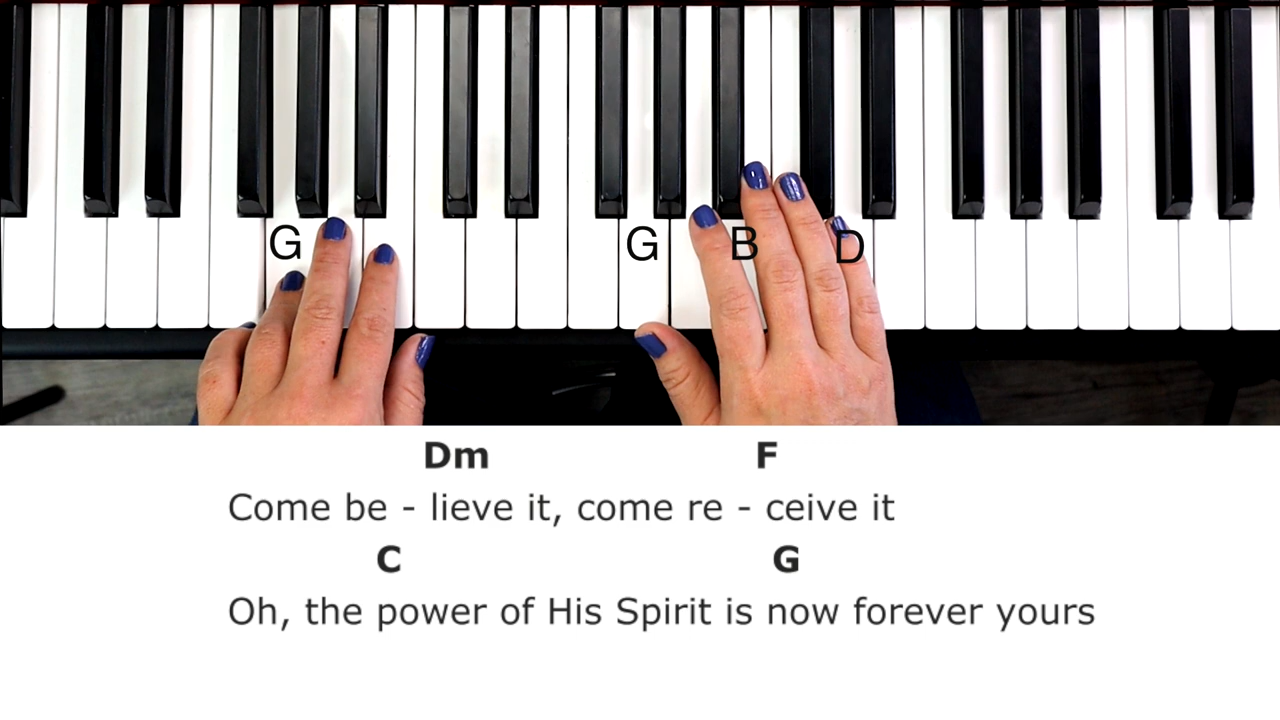 G G B D
Dm F
Come be - lieve it, come re - ceive it
C G
Oh, the power of His Spirit is now forever yours